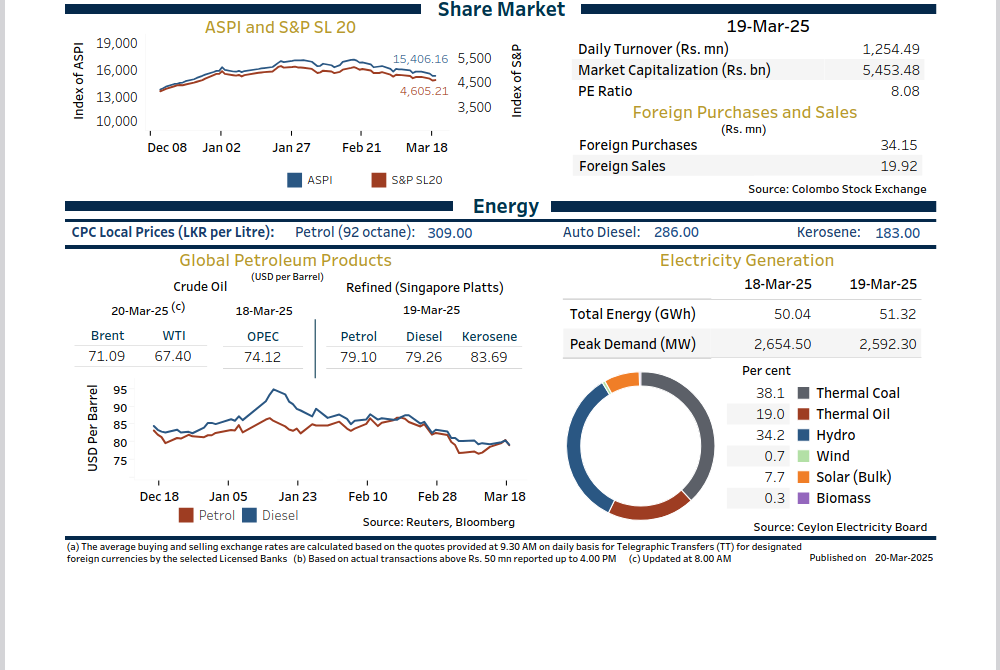 Share Market
ASPI and S&P SL 20
Index of ASPI
19,000
16,000
13,000
10,000
15,406.16
4,605.21
5,500
4,500
3,500
Index of S&P
Dec 08 Jan 02 Jan 27 Feb 21 Mar 18
ASPI S&P SL20
19-Mar-25
Daily Turnover (Rs. mn) 1,254.49
Market Capitalization (Rs. bn) 5,453.48
PE Ratio 8.08
Foreign Purchases and Sales
(Rs. mn)
Foreign Purchases 34.15
Foreign Sales 19.92
Source: Colombo Stock Exchange
Energy
CPC Local Prices (LKR per Litre): Petrol (92 octane): 309.00 Auto Diesel: 286.00 Kerosene: 183.00
Global Petroleum Products
(USD per Barrel)
Crude Oil Refined (Singapore Platts)
20-Mar-25 (c) 18-Mar-25 19-Mar-25
Brent WTI OPEC Petrol Diesel Kerosene
71.09 67.40 74.12 79.10 79.26 83.69
USD Per Barrel
95
90
85
80
75
Dec 18 Jan 05 Jan 23 Feb 10 Feb 28 Mar 18
Petrol Diesel
Source: Reuters, Bloomberg
Electricity Generation
18-Mar-25 19-Mar-25
Total Energy (GWh) 50.04 51.32
Peak Demand (MW) 2,654.50 2,592.30
Per cent
38.1 Thermal Coal
19.0 Thermal Oil
34.2 Hydro
0.7 Wind
7.7 Solar (Bulk)
0.3 Biomass
Source: Ceylon Electricity Board
(a) The average buying and selling exchange rates are calculated based on the quotes provided at 9.30 AM on daily basis for Telegraphic Transfers (TT) for designated
foreign currencies by the selected Licensed Banks (b) Based on actual transactions above Rs. 50 mn reported up to 4.00 PM (c) Updated at 8.00 AM
Published on 20-Mar-2025